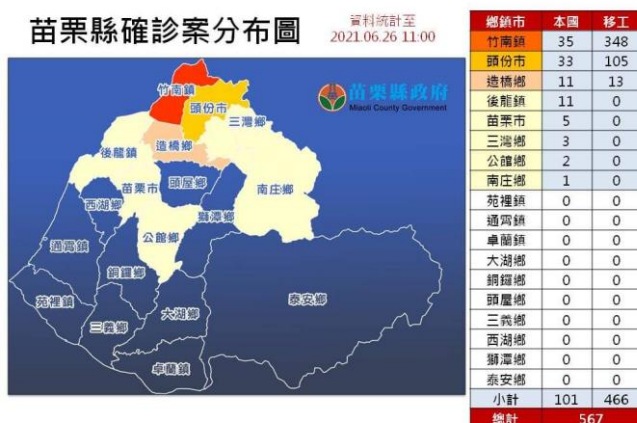 苗栗縣確診案分布圖
資料統計至
2021.06.26 11:00
苗栗縣政府
Miaoli County Government
竹南鎮
頭份市
三灣鄉
造橋鄉
後龍鎮
頭屋鄉
苗栗市
南庄鄉
西湖鄉
獅潭鄉
公館鄉
通霄鎮
銅鑼鄉
苑裡鎮
大湖鄉
泰安鄉
三義鄉
卓蘭鎮
鄉鎮市 本國 移工
竹南鎮 35 348
頭份市 33 105
造橋鄉 11 13
後龍鎮 11 0
苗栗市 5 0
三灣鄉 3 0
公館鄉 2 0
南庄鄉 1 0
苑裡鎮 0 0
通霄鎮 0 0
卓蘭鎮 0 0
大湖鄉 0 0
銅鑼鄉 0 0
頭屋鄉 0 0
三義鄉 0 0
西湖鄉 0 0
獅潭鄉 0 0
泰安鄉 0 0
小計 101 466
總計 567